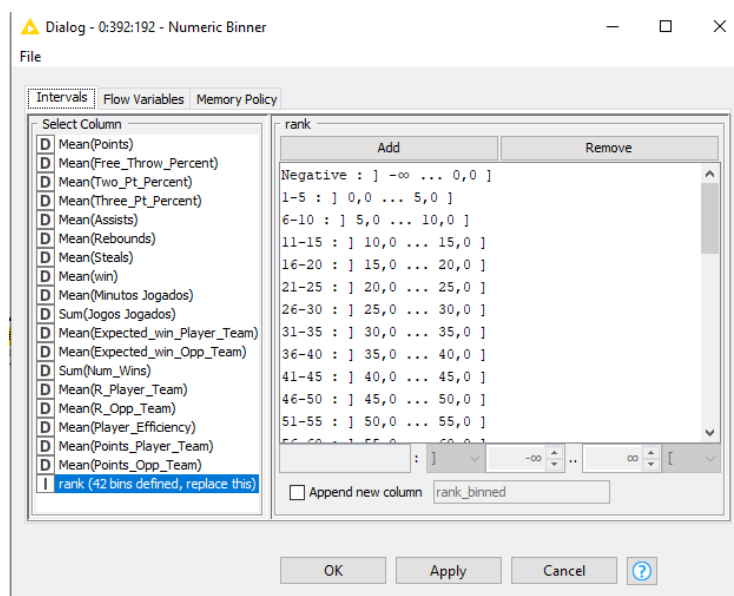 Dialog - 0:392:192 - Numeric Binner
File
Intervals Flow Variables Memory Policy
Select Column
D Mean(Points)
D Mean(Free_Throw_Percent)
D Mean(Two_Pt_Percent)
D Mean(Three_Pt_Percent)
D Mean(Assists)
D Mean(Rebounds)
D Mean(Steals)
D Mean(win)
D Mean(Minutos Jogados)
D Sum(Jogos Jogados)
D Mean(Expected_win_Player_Team)
D Mean(Expected_win_Opp_Team)
D Sum(Num_Wins)
D Mean(R_Player_Team)
D Mean(R_Opp_Team)
D Mean(Player_Efficiency)
D Mean(Points_Player_Team)
D Mean(Points_Opp_Team)
I rank (42 bins defined, replace this)
rank
Add Remove
Negative : ] -∞ ... 0,0 ]
1-5 : ] 0,0 ... 5,0 ]
6-10 : ] 5,0 ... 10,0 ]
11-15 : ] 10,0 ... 15,0 ]
16-20 : ] 15,0 ... 20,0 ]
21-25 : ] 20,0 ... 25,0 ]
26-30 : ] 25,0 ... 30,0 ]
31-35 : ] 30,0 ... 35,0 ]
36-40 : ] 35,0 ... 40,0 ]
41-45 : ] 40,0 ... 45,0 ]
46-50 : ] 45,0 ... 50,0 ]
51-55 : ] 50,0 ... 55,0 ]
: ] -∞ .. ∞ [
Append new column rank_binned
OK Apply Cancel ?